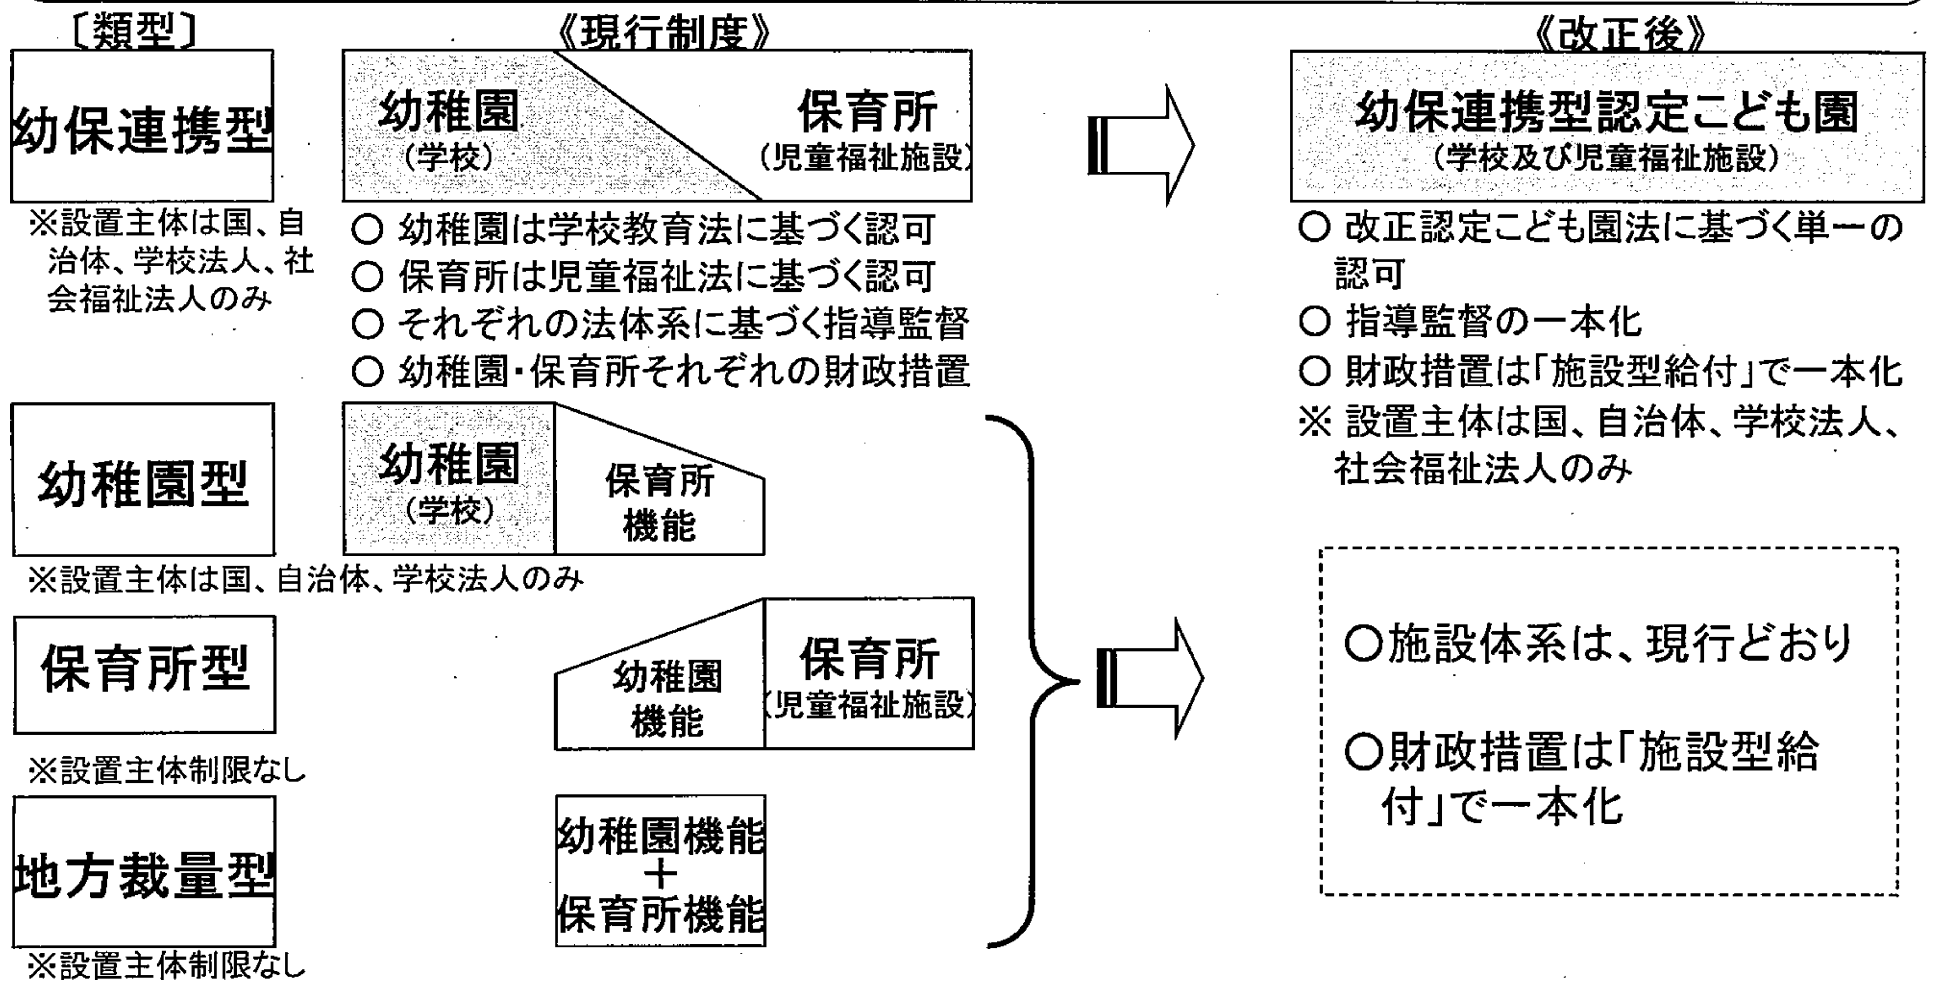 〔類型〕
《現行制度》
《改正後》
幼保連携型
幼稚園
(学校)
保育所
(児童福祉施設)
幼保連携型認定こども園
(学校及び児童福祉施設)
※設置主体は国、自
治体、学校法人、社
会福祉法人のみ
○ 幼稚園は学校教育法に基づく認可
○ 保育所は児童福祉法に基づく認可
○ それぞれの法体系に基づく指導監督
○ 幼稚園・保育所それぞれの財政措置
○ 改正認定こども園法に基づく単一の
認可
○ 指導監督の一本化
○ 財政措置は「施設型給付」で一本化
※ 設置主体は国、自治体、学校法人、
社会福祉法人のみ
幼稚園型
幼稚園
(学校)
保育所
機能
※設置主体は国、自治体、学校法人のみ
保育所型
幼稚園
機能
保育所
(児童福祉施設)
※設置主体制限なし
地方裁量型
幼稚園機能
＋
保育所機能
※設置主体制限なし
○施設体系は、現行どおり
○財政措置は「施設型給
付」で一本化